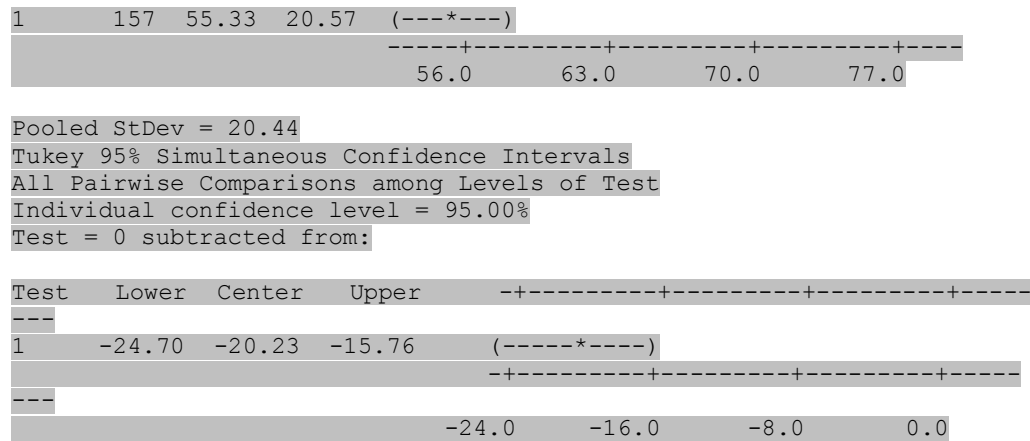 1      157  55.33  20.57  (---*---)
                          -----+---------+---------+---------+----
                            56.0      63.0      70.0      77.0
Pooled StDev = 20.44
Tukey 95% Simultaneous Confidence Intervals
All Pairwise Comparisons among Levels of Test
Individual confidence level = 95.00%
Test = 0 subtracted from:
Test   Lower  Center   Upper      -+---------+---------+---------+-----
---
1     -24.70  -20.23  -15.76     (-----*----)
                                 -+---------+---------+---------+-----
---
                              -24.0     -16.0      -8.0       0.0